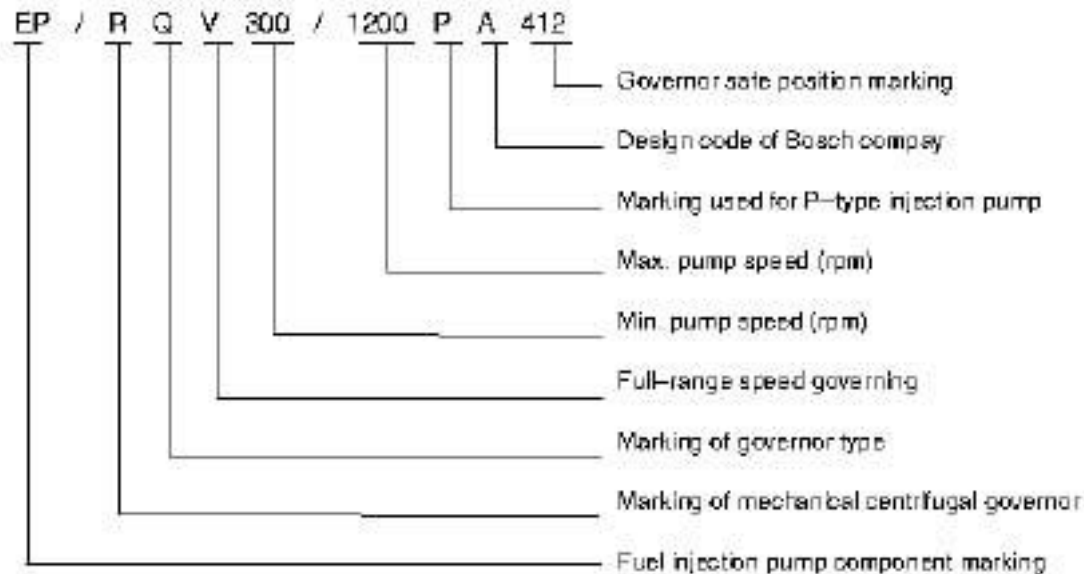 EP / R Q V 300 / 1200 P A 412
Governor sate position marking
Design code of Bosch compay
Marking used for P-type injection pump
Max. pump speed (rpm)
Min. pump speed (rpm)
Full-range speed governing
Marking of governor type
Marking of mechanical centrifugal governor
Fuel injection pump component marking